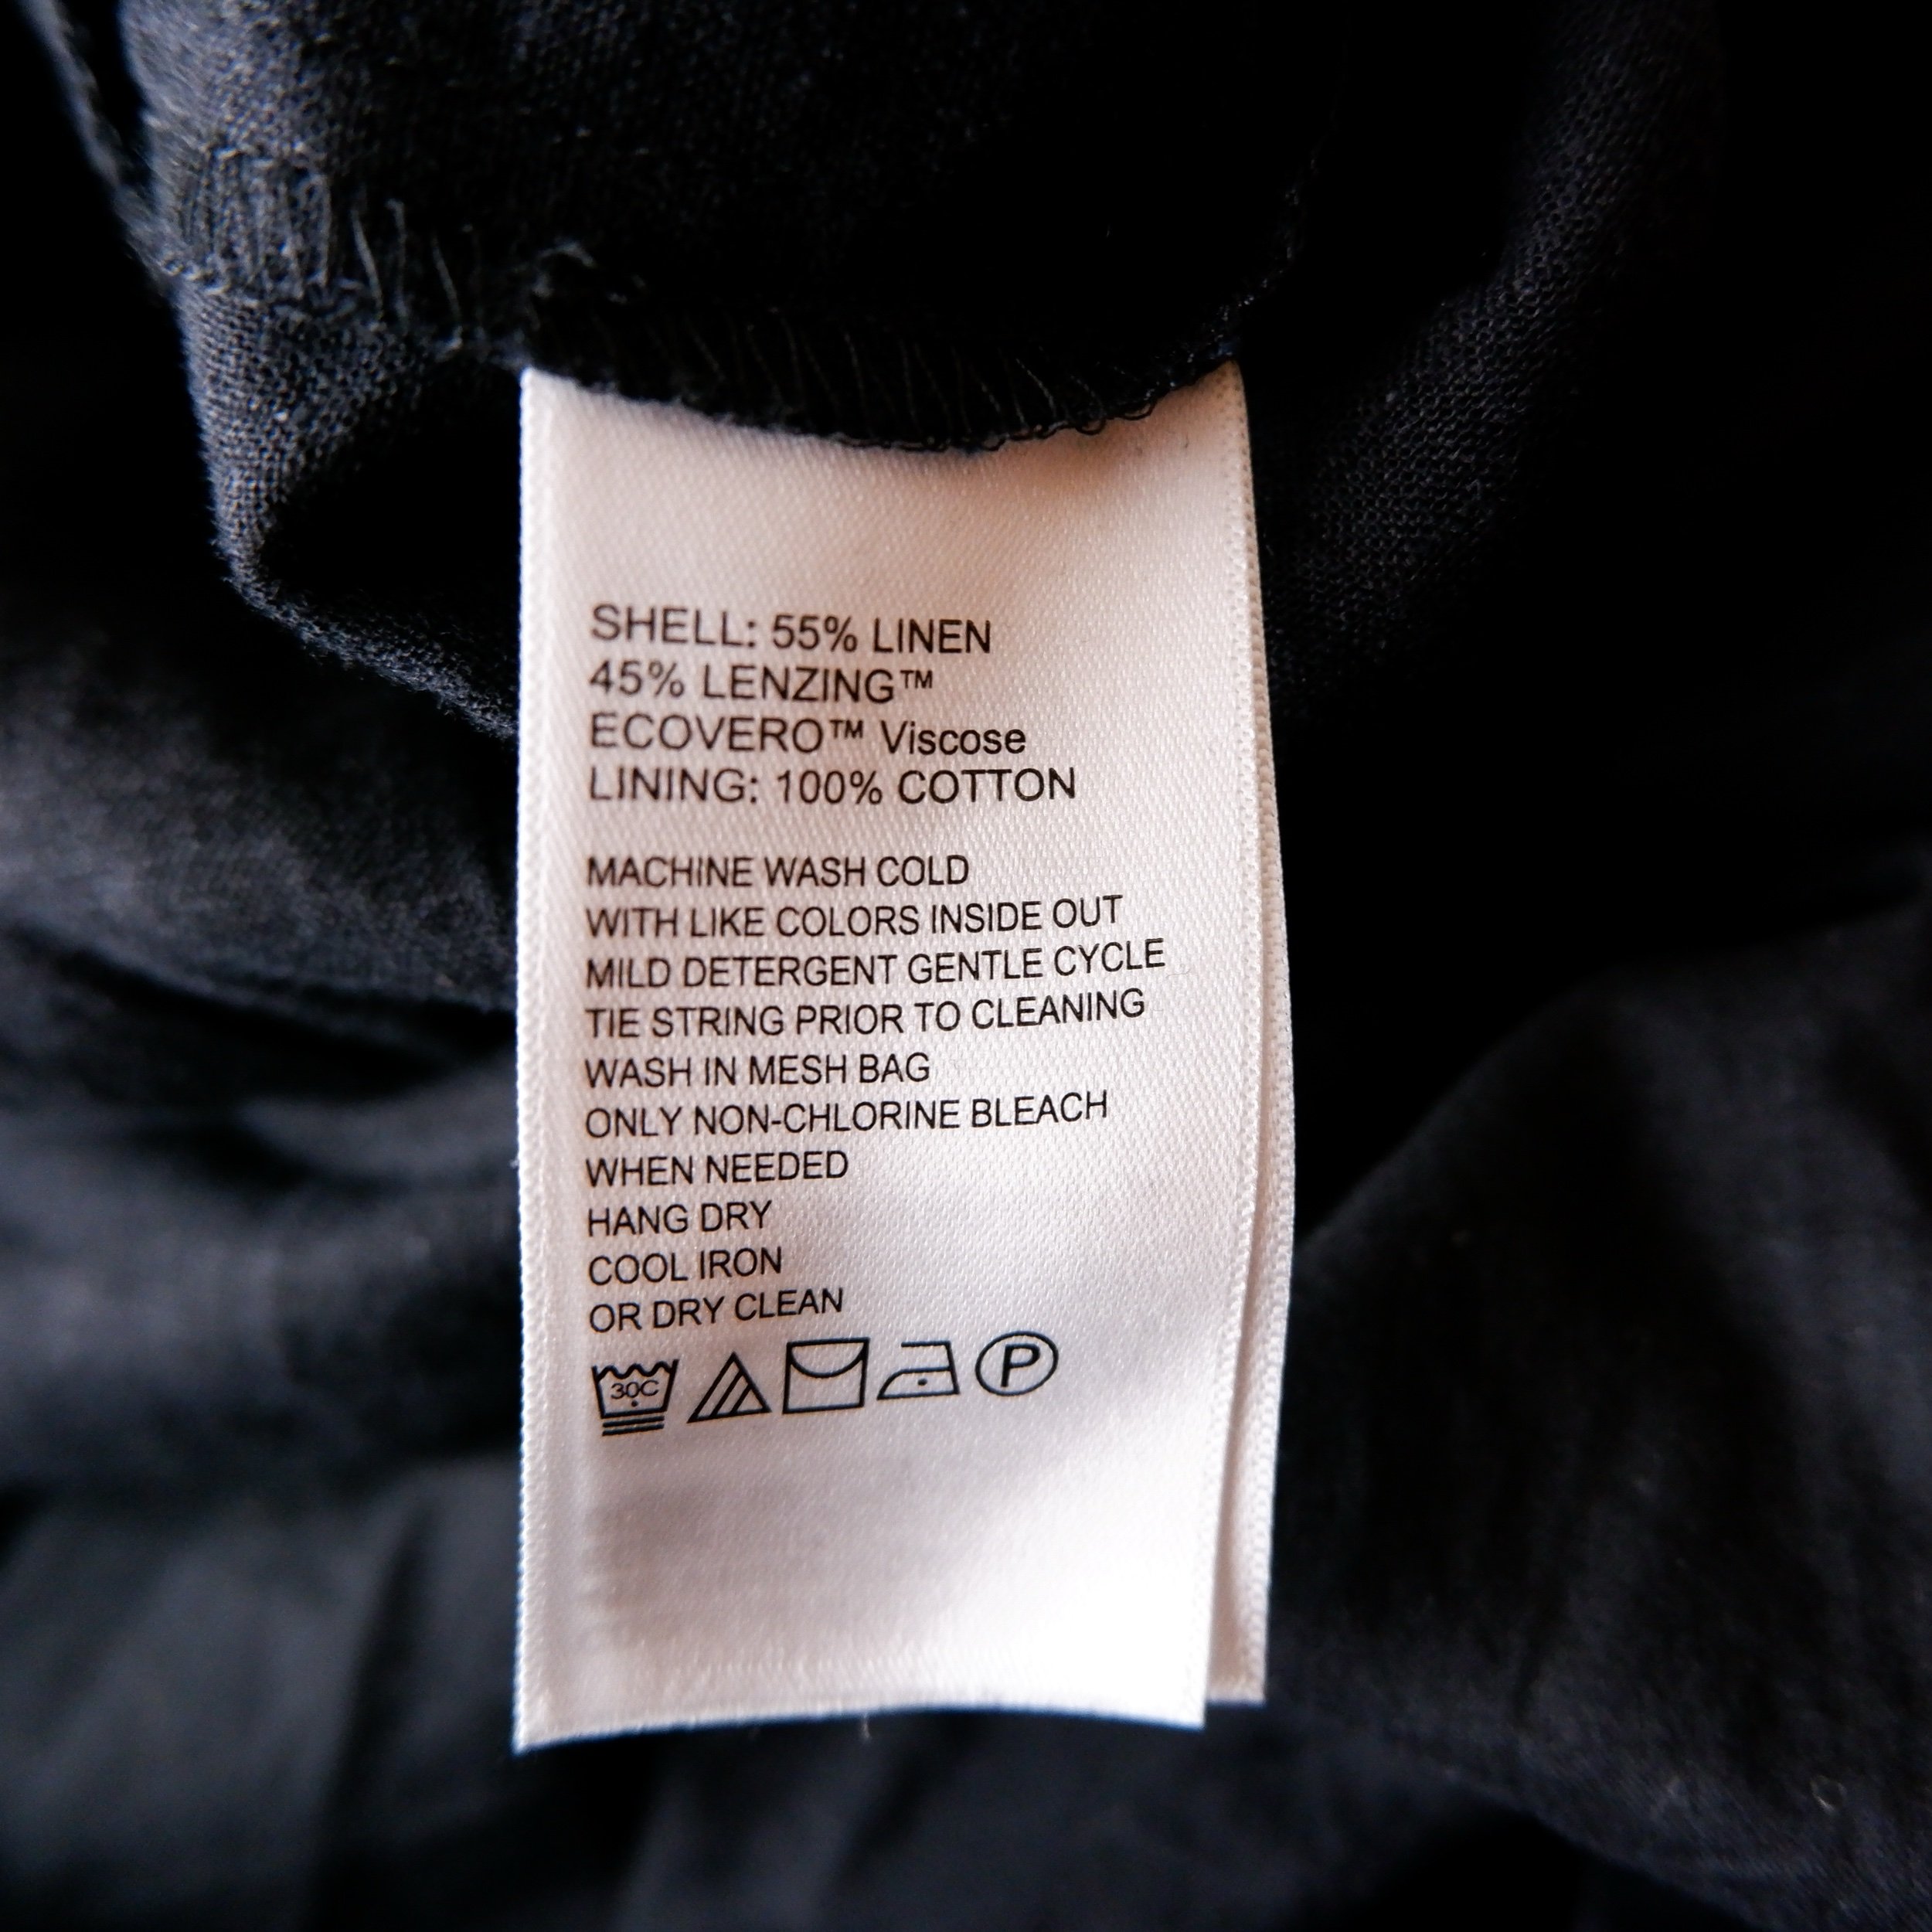 SHELL: 55% LINEN
45% LENZING™
ECOVERO™ Viscose
LINING: 100% COTTON
MACHINE WASH COLD
WITH LIKE COLORS INSIDE OUT
MILD DETERGENT GENTLE CYCLE
TIE STRING PRIOR TO CLEANING
WASH IN MESH BAG
ONLY NON-CHLORINE BLEACH
WHEN NEEDED
HANG DRY
COOL IRON
OR DRY CLEAN
30C P